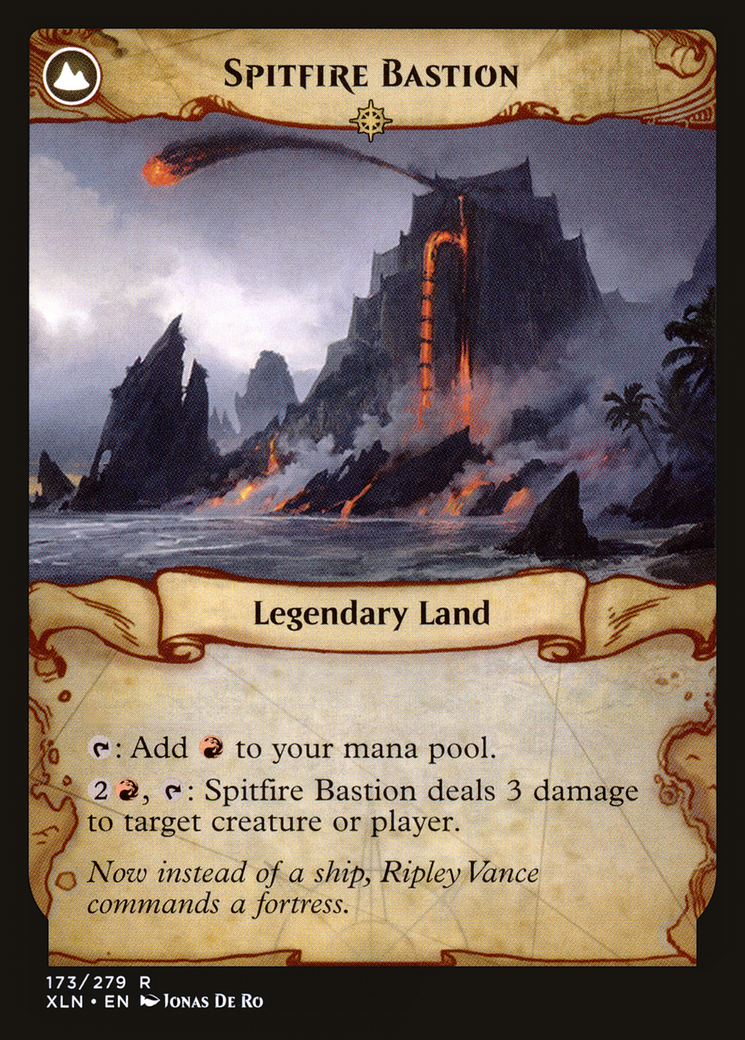 Spitfire Bastion
Legendary Land
: Add to your mana pool.
2 , : Spitfire Bastion deals 3 damage
to target creature or player.
Now instead of a ship, Ripley Vance
commands a fortress.
173/279 R
XLN • EN Jonas De Ro